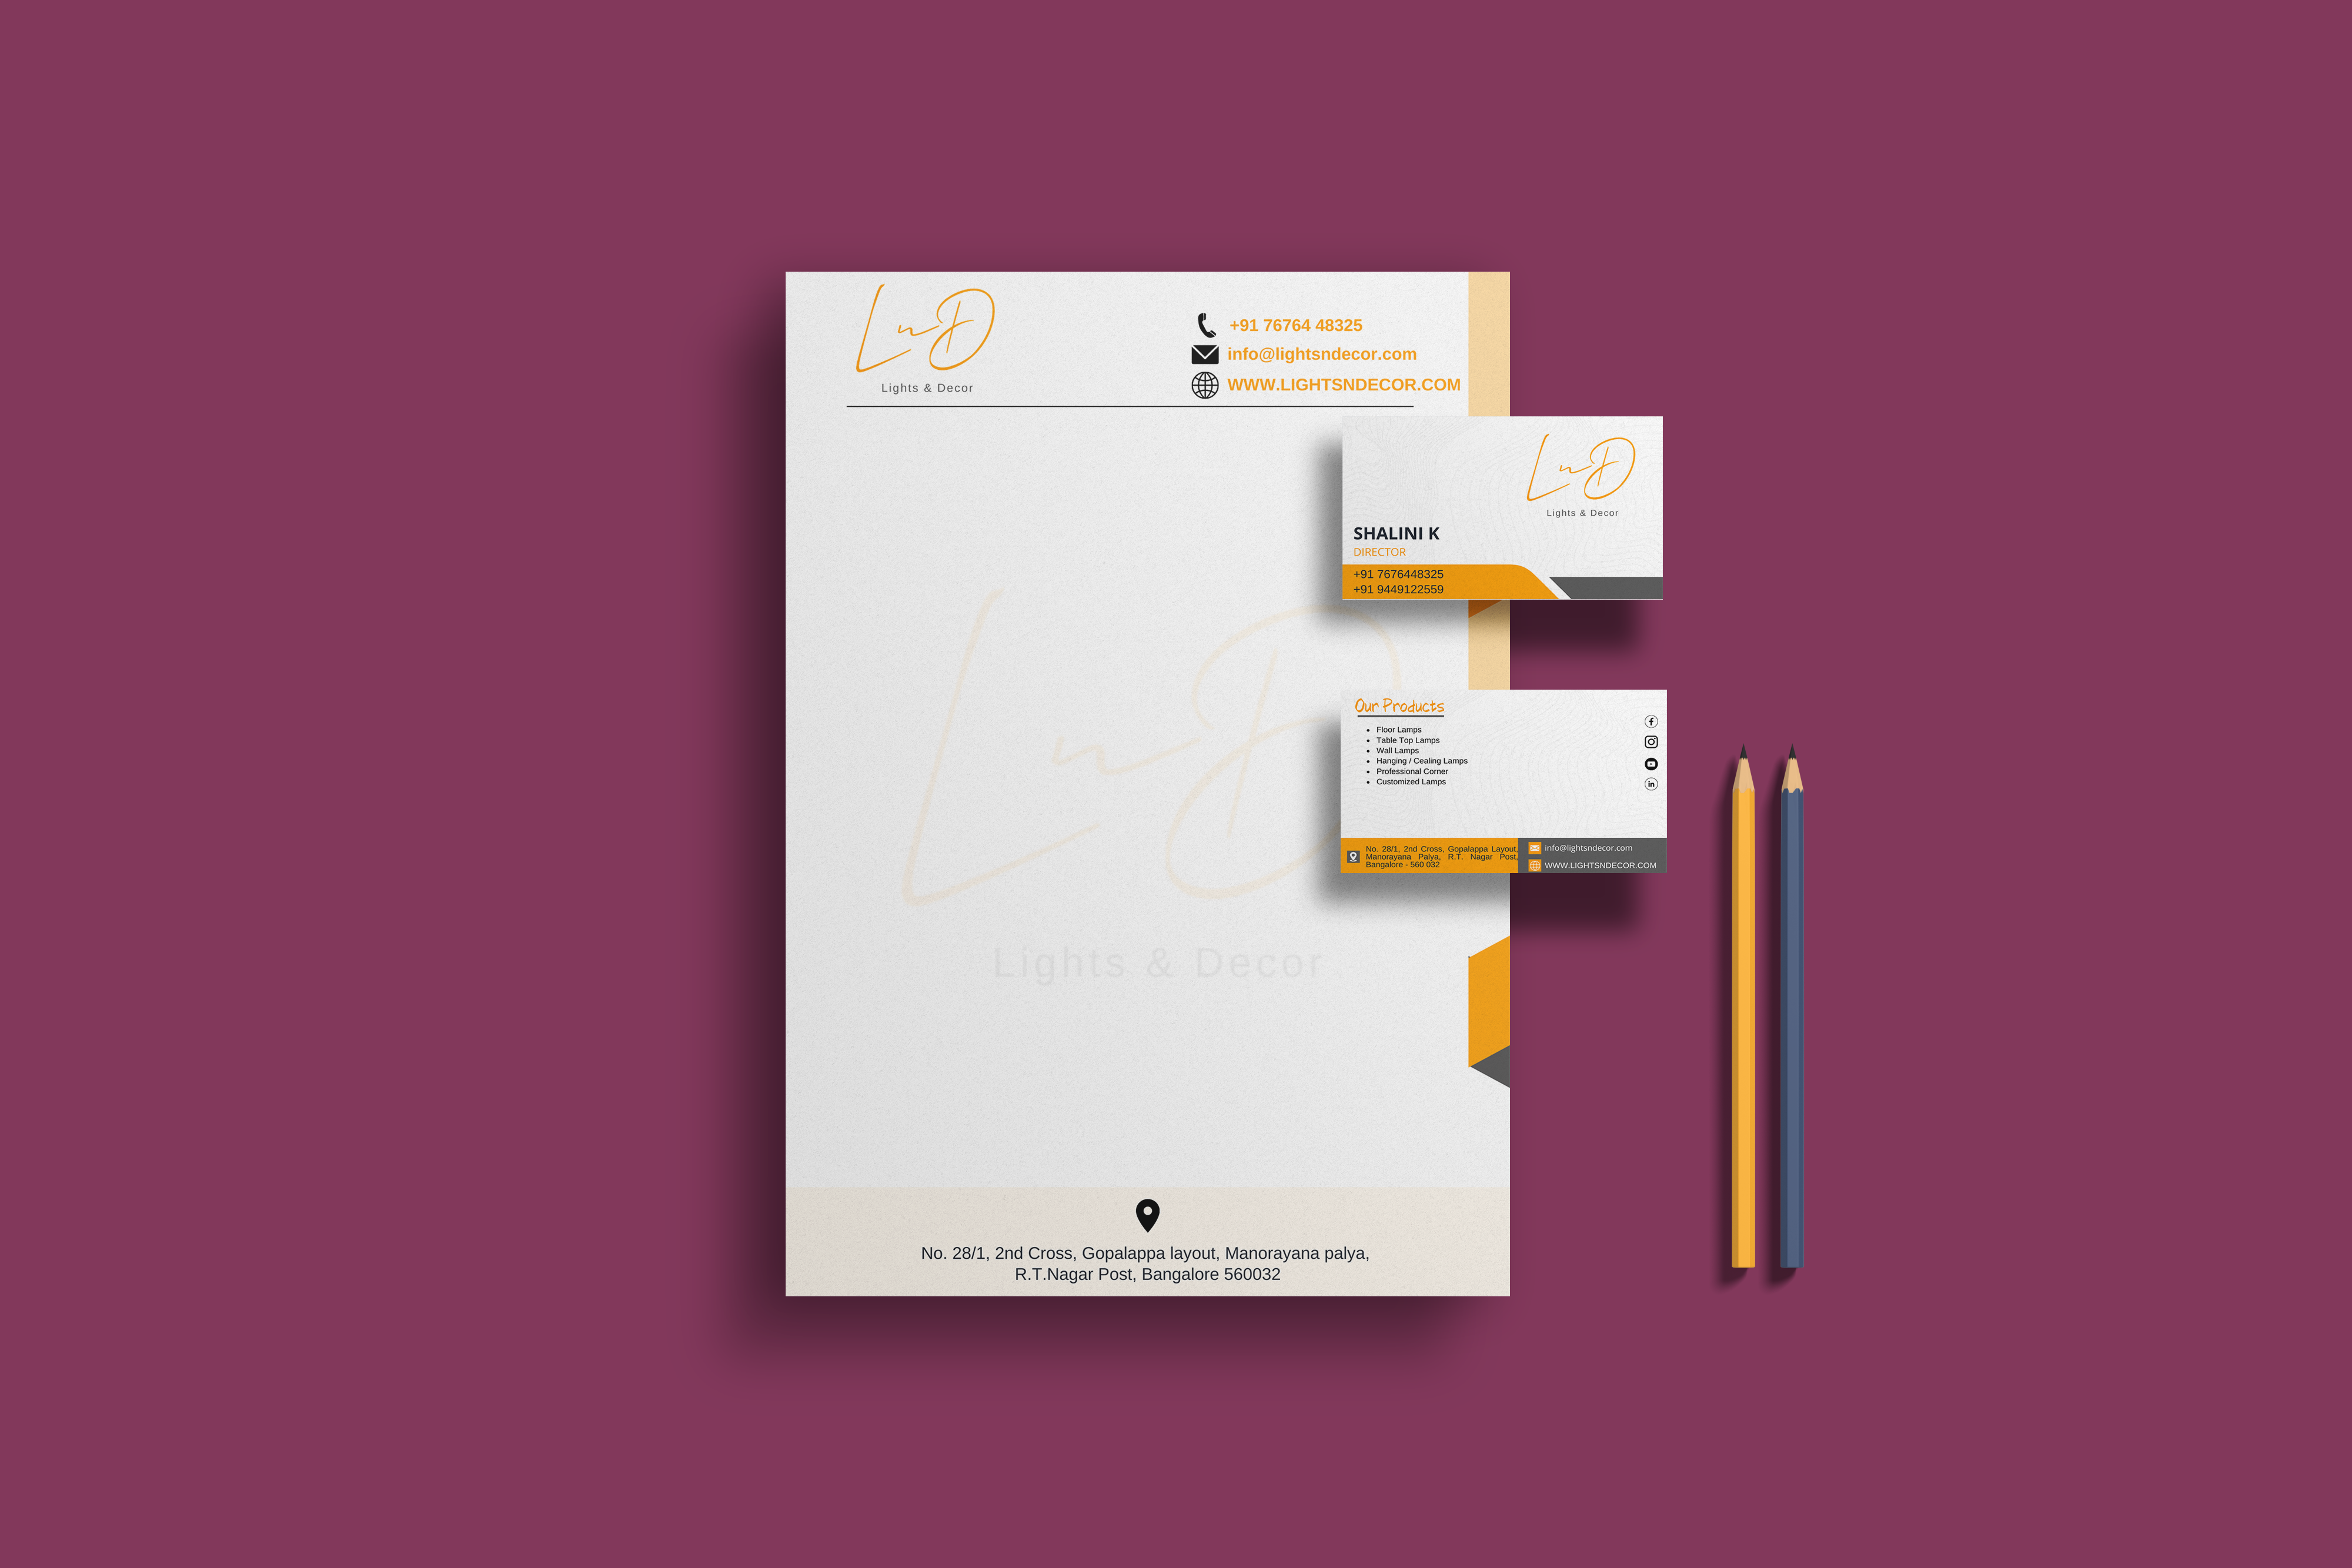 LnD
Lights & Decor
+91 76764 48325
info@lightsndecor.com
WWW.LIGHTSNDECOR.COM
LnD
Lights & Decor
SHALINI K
DIRECTOR
+91 7676448325
+91 9449122559
Our Products
Floor Lamps
Table Top Lamps
Wall Lamps
Hanging / Cealing Lamps
Professional Corner
Customized Lamps
No. 28/1, 2nd Cross, Gopalappa Layout,
Manorayana Palya, R.T. Nagar Post,
Bangalore - 560 032
info@lightsndecor.com
WWW.LIGHTSNDECOR.COM
LnD
Lights & Decor
No. 28/1, 2nd Cross, Gopalappa layout, Manorayana palya,
R.T.Nagar Post, Bangalore 560032